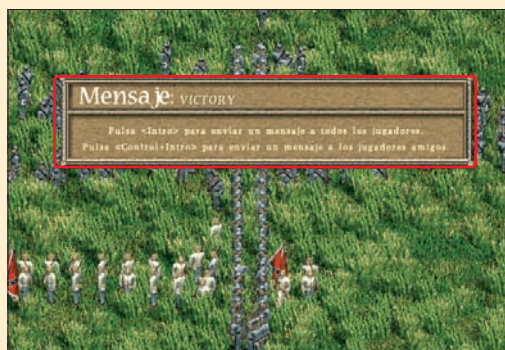 Mensaje: VICTORY
Pulsa <Intro> para enviar un mensaje a todos los jugadores.
Pulsa <Control+Intro> para enviar un mensaje a los jugadores amigos